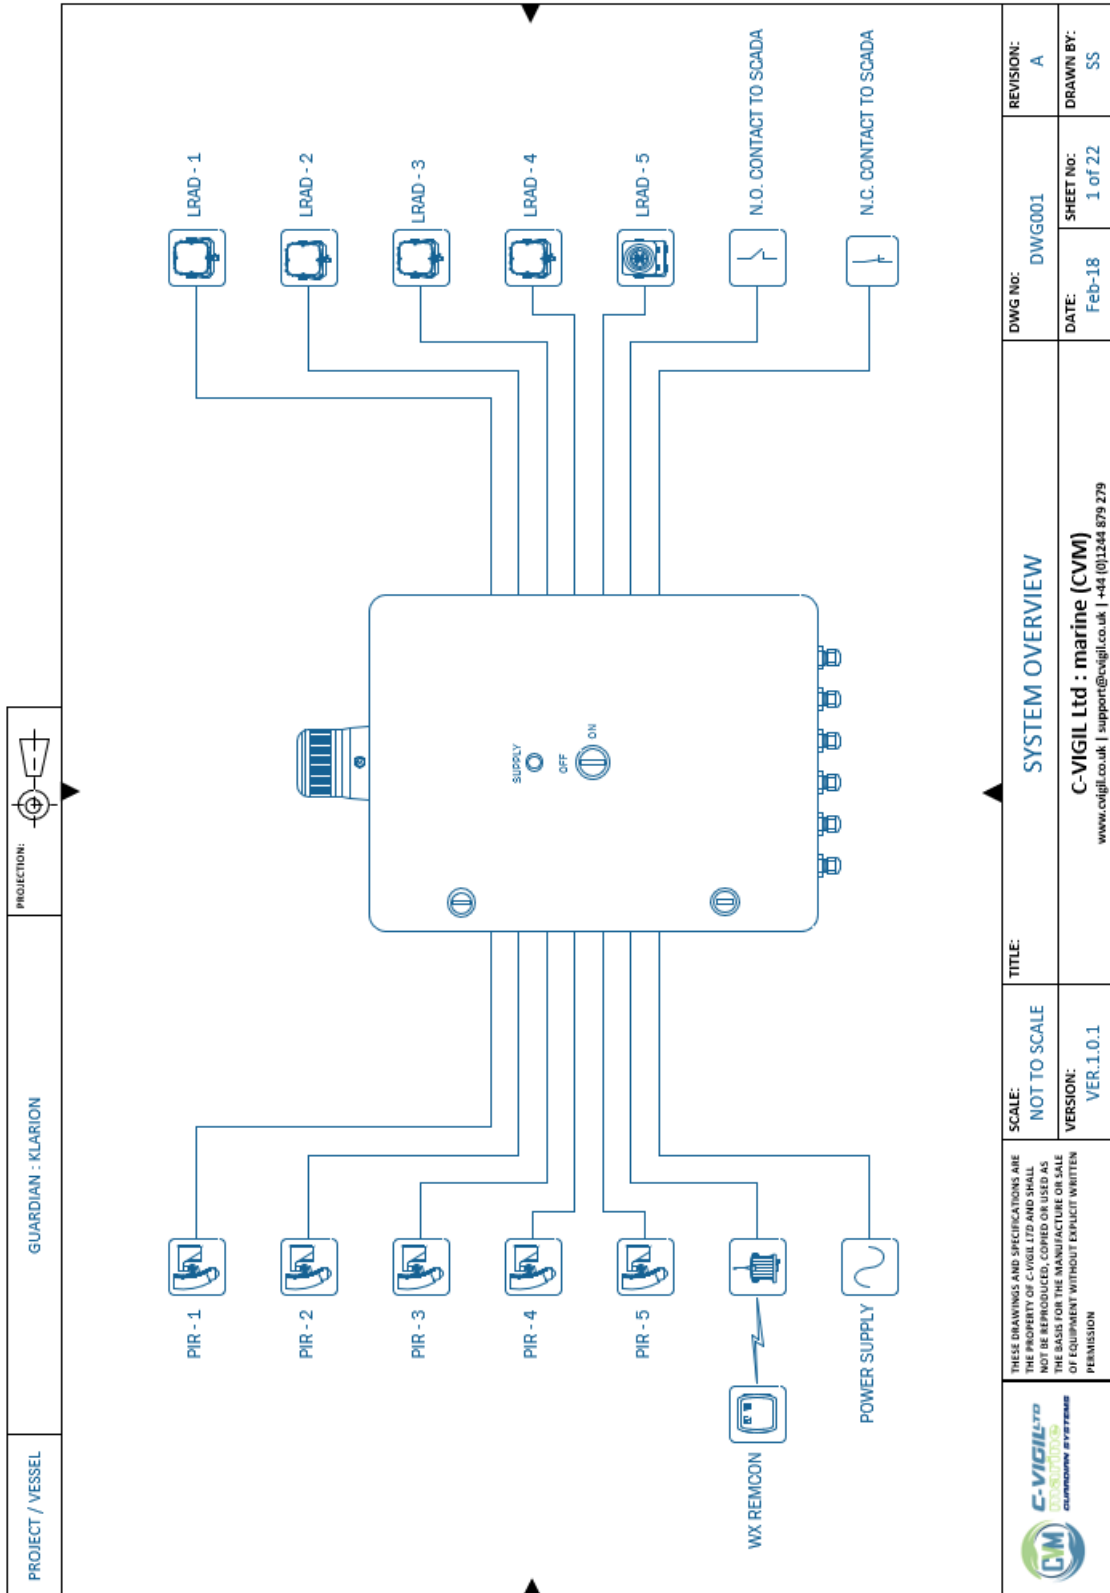 PROJECT / VESSEL
GUARDIAN : KLARION
PROJECTION:
PIR - 1
PIR - 2
PIR - 3
PIR - 4
PIR - 5
WX REMCON
POWER SUPPLY
SUPPLY
OFF
ON
LRAD - 1
LRAD - 2
LRAD - 3
LRAD - 4
LRAD - 5
N.O. CONTACT TO SCADA
N.C. CONTACT TO SCADA
CVM
C-VIGIL LTD
marine
GUARDIAN SYSTEMS
THESE DRAWINGS AND SPECIFICATIONS ARE
THE PROPERTY OF C-VIGIL LTD AND SHALL
NOT BE REPRODUCED, COPIED OR USED AS
THE BASIS FOR THE MANUFACTURE OR SALE
OF EQUIPMENT WITHOUT EXPLICIT WRITTEN
PERMISSION
SCALE:
NOT TO SCALE
VERSION:
VER.1.0.1
TITLE:
SYSTEM OVERVIEW
C-VIGIL Ltd : marine (CVM)
www.cvigil.co.uk | support@cvigil.co.uk | +44 (0)1244 879 279
DWG No:
DWG001
REVISION:
A
DATE:
Feb-18
SHEET No:
1 of 22
DRAWN BY:
SS